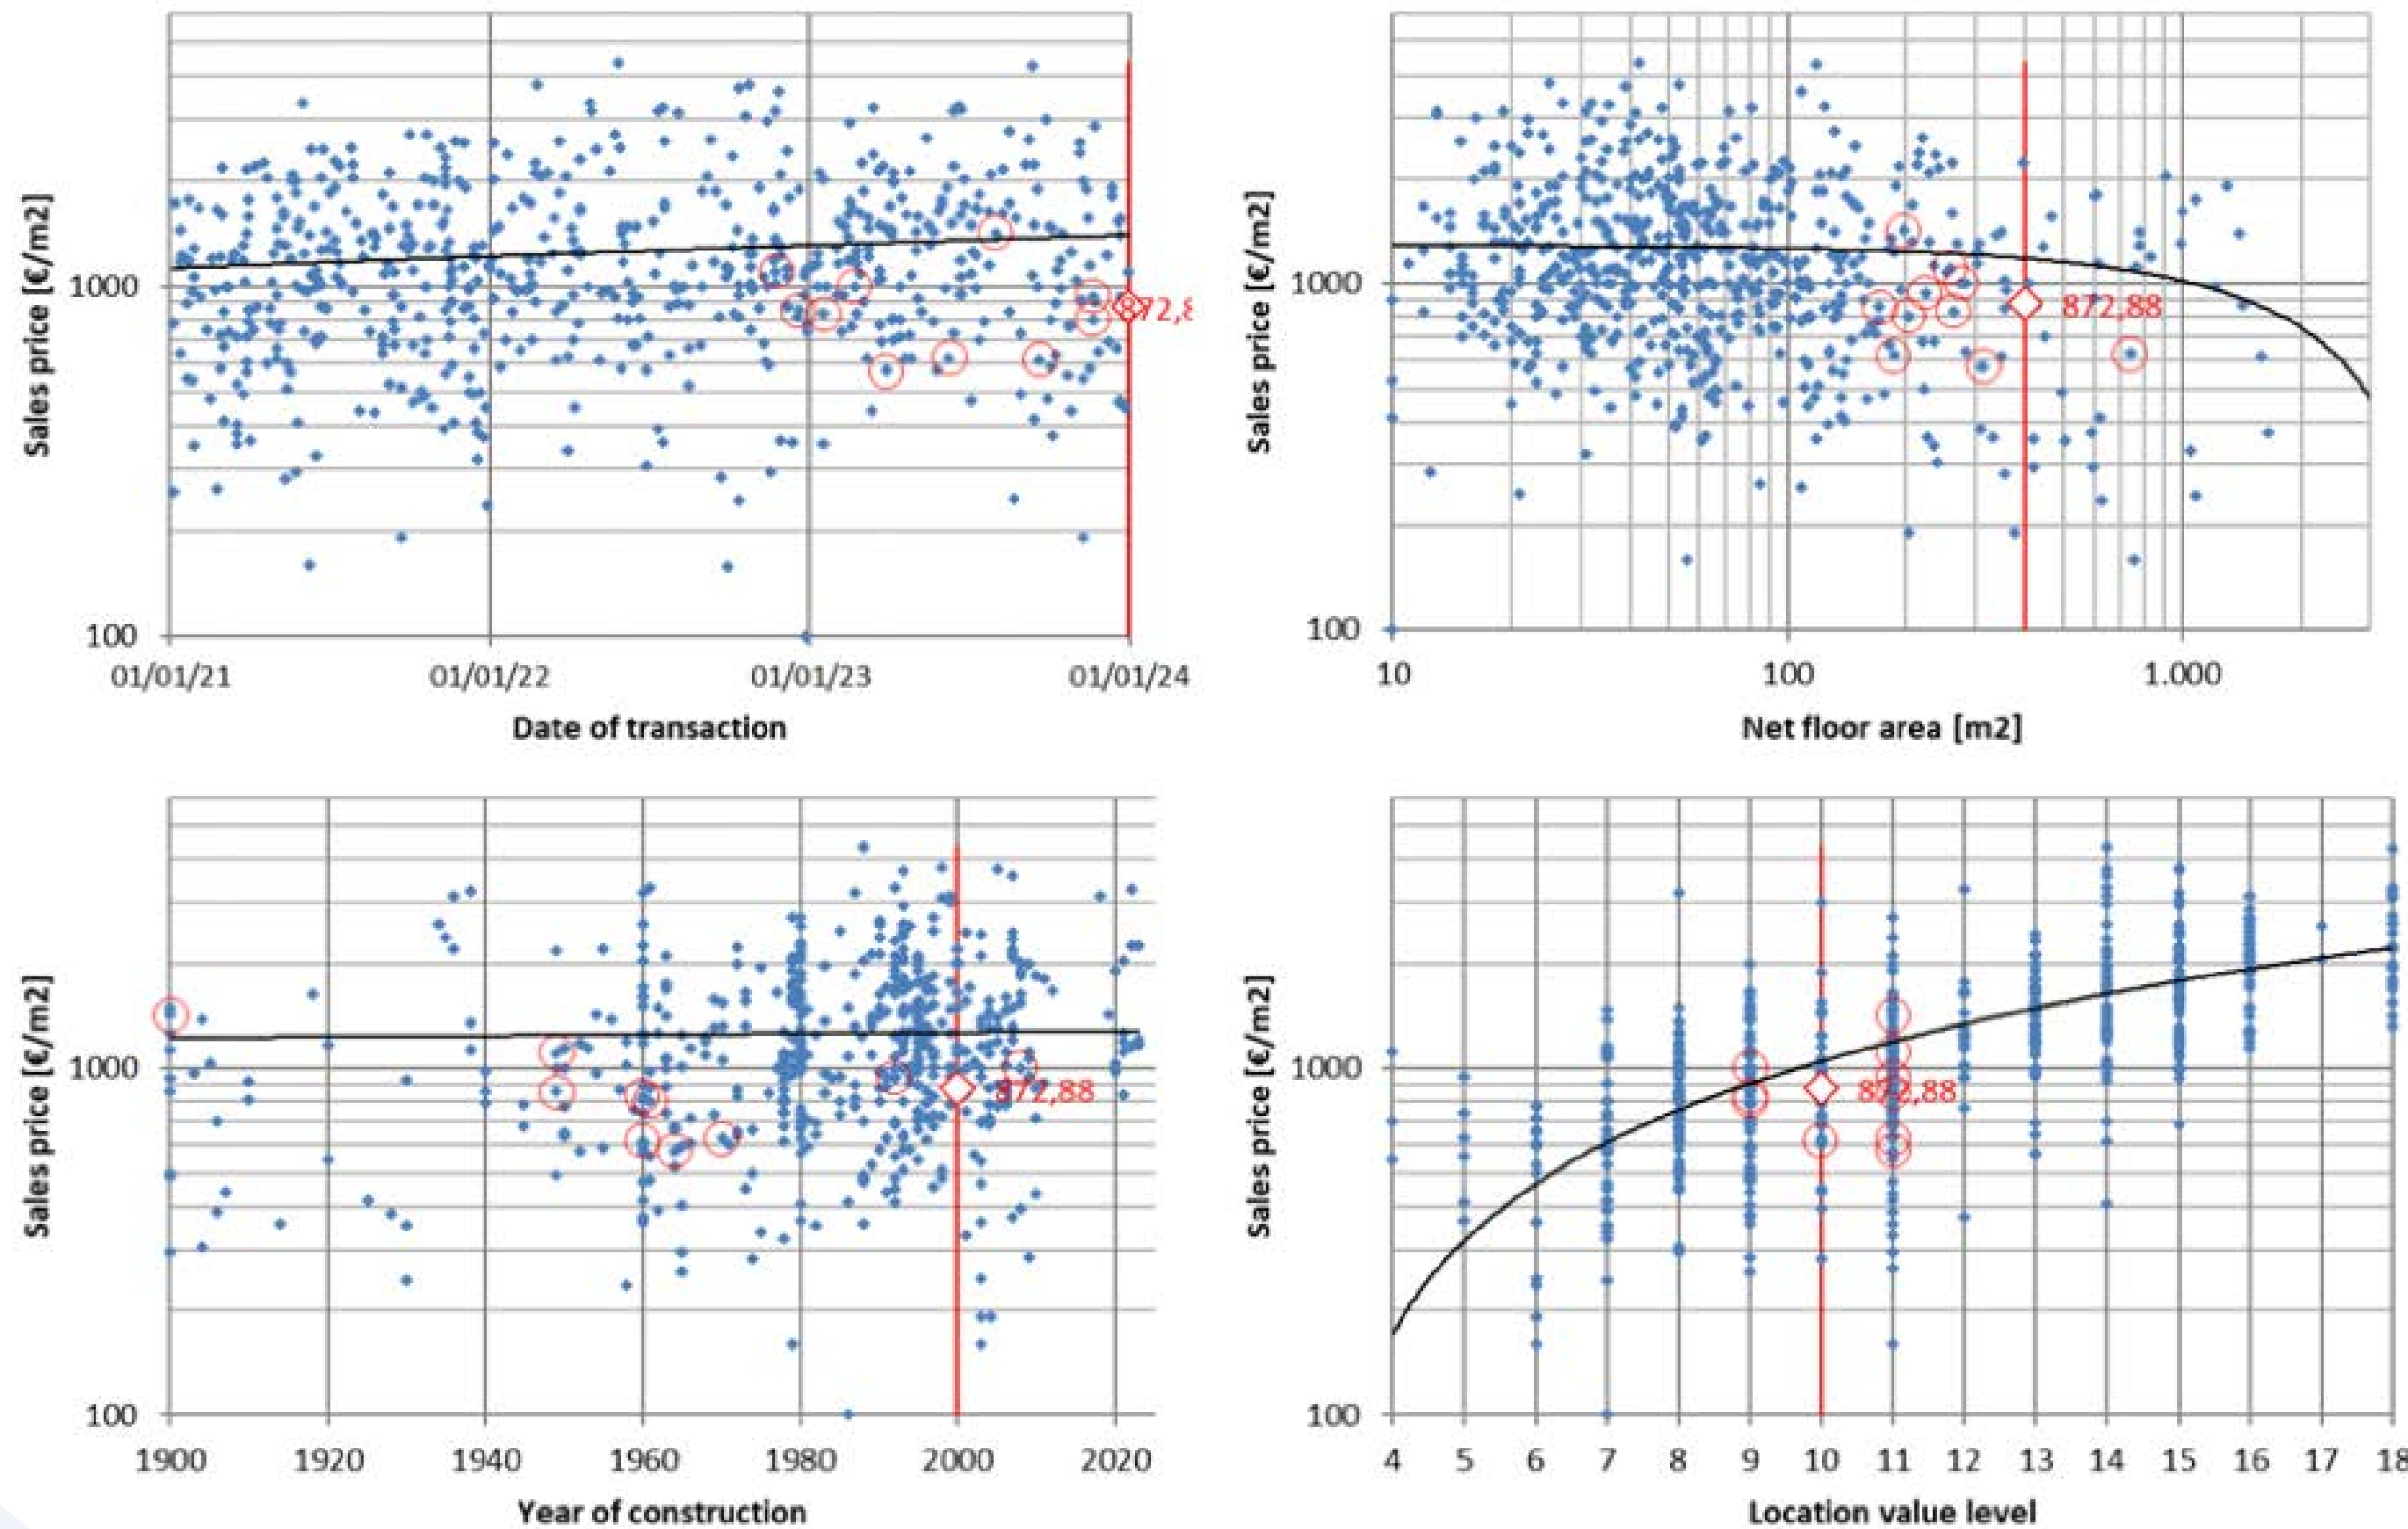 Sales price [€/m2]
1000
100
872,8
01/01/21 01/01/22 01/01/23 01/01/24
Date of transaction
Sales price [€/m2]
1000
100
872,88
10 100 1.000
Net floor area [m2]
Sales price [€/m2]
1000
100
872,88
1900 1920 1940 1960 1980 2000 2020
Year of construction
Sales price [€/m2]
1000
100
872,88
4 5 6 7 8 9 10 11 12 13 14 15 16 17 18
Location value level